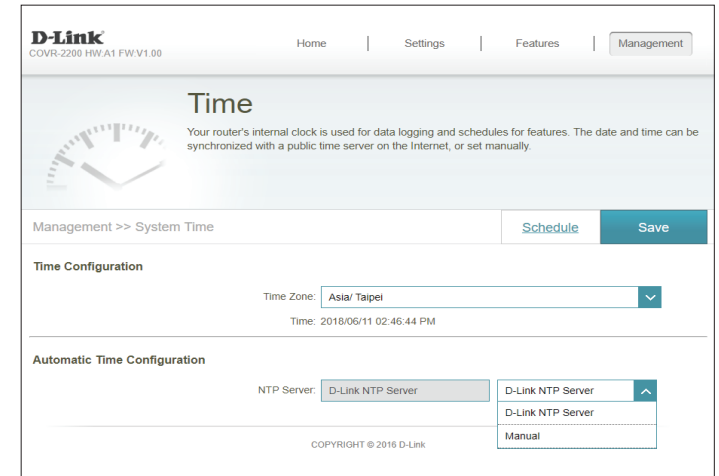 D-Link
COVR-2200 HW:A1 FW:V1.00
Home | Settings | Features | Management
Time
Your router's internal clock is used for data logging and schedules for features. The date and time can be
synchronized with a public time server on the Internet, or set manually.
Management >> System Time
Schedule
Save
Time Configuration
Time Zone: Asia/ Taipei
Time: 2018/06/11 02:46:44 PM
Automatic Time Configuration
NTP Server: D-Link NTP Server
D-Link NTP Server
D-Link NTP Server
Manual
COPYRIGHT © 2016 D-Link